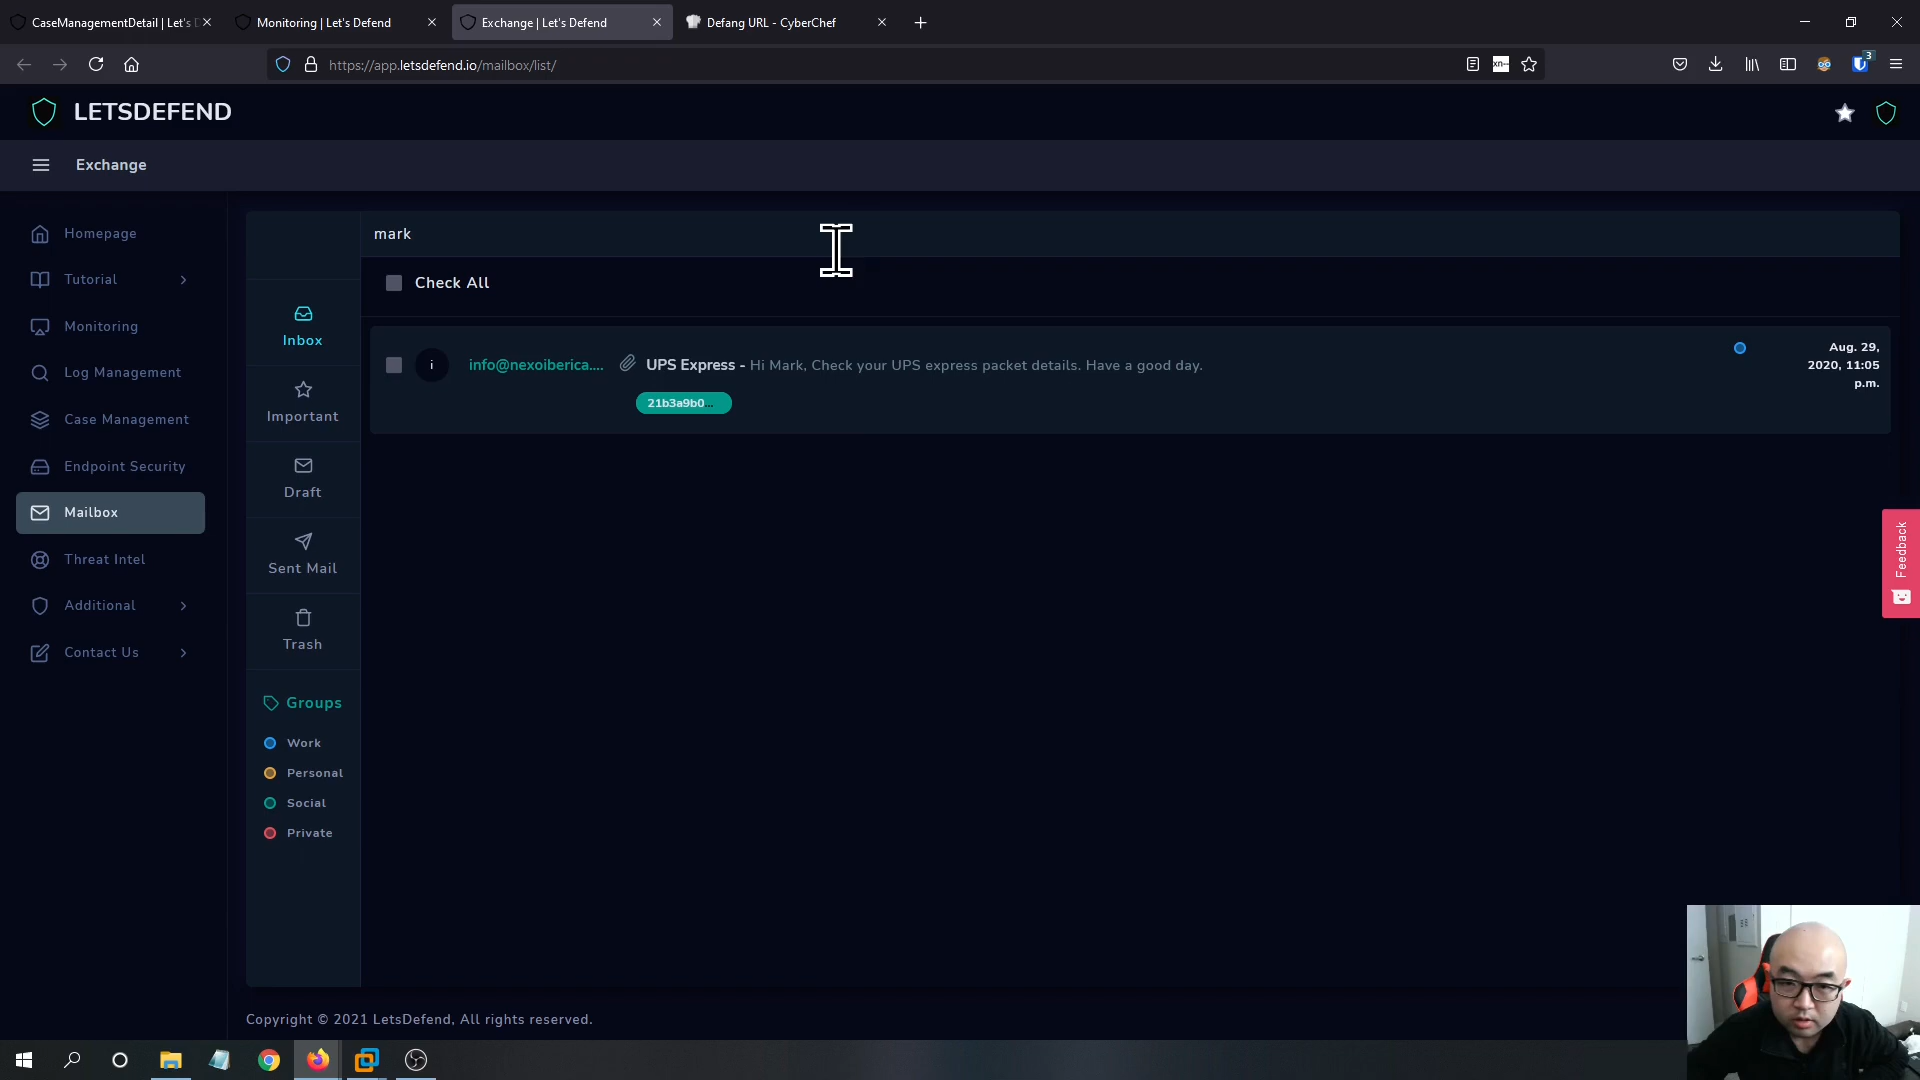 CaseManagementDetail | Let's D
Monitoring | Let's Defend
Exchange | Let's Defend
Defang URL - CyberChef
https://app.letsdefend.io/mailbox/list/
xn--
3
LETSDEFEND
Exchange
Homepage
Tutorial
Monitoring
Log Management
Case Management
Endpoint Security
Mailbox
Threat Intel
Additional
Contact Us
Inbox
Important
Draft
Sent Mail
Trash
Groups
Work
Personal
Social
Private
mark
Check All
i
info@nexoiberica....
UPS Express - Hi Mark, Check your UPS express packet details. Have a good day.
21b3a9b0...
Aug. 29,
2020, 11:05
p.m.
Feedback
Copyright © 2021 LetsDefend, All rights reserved.